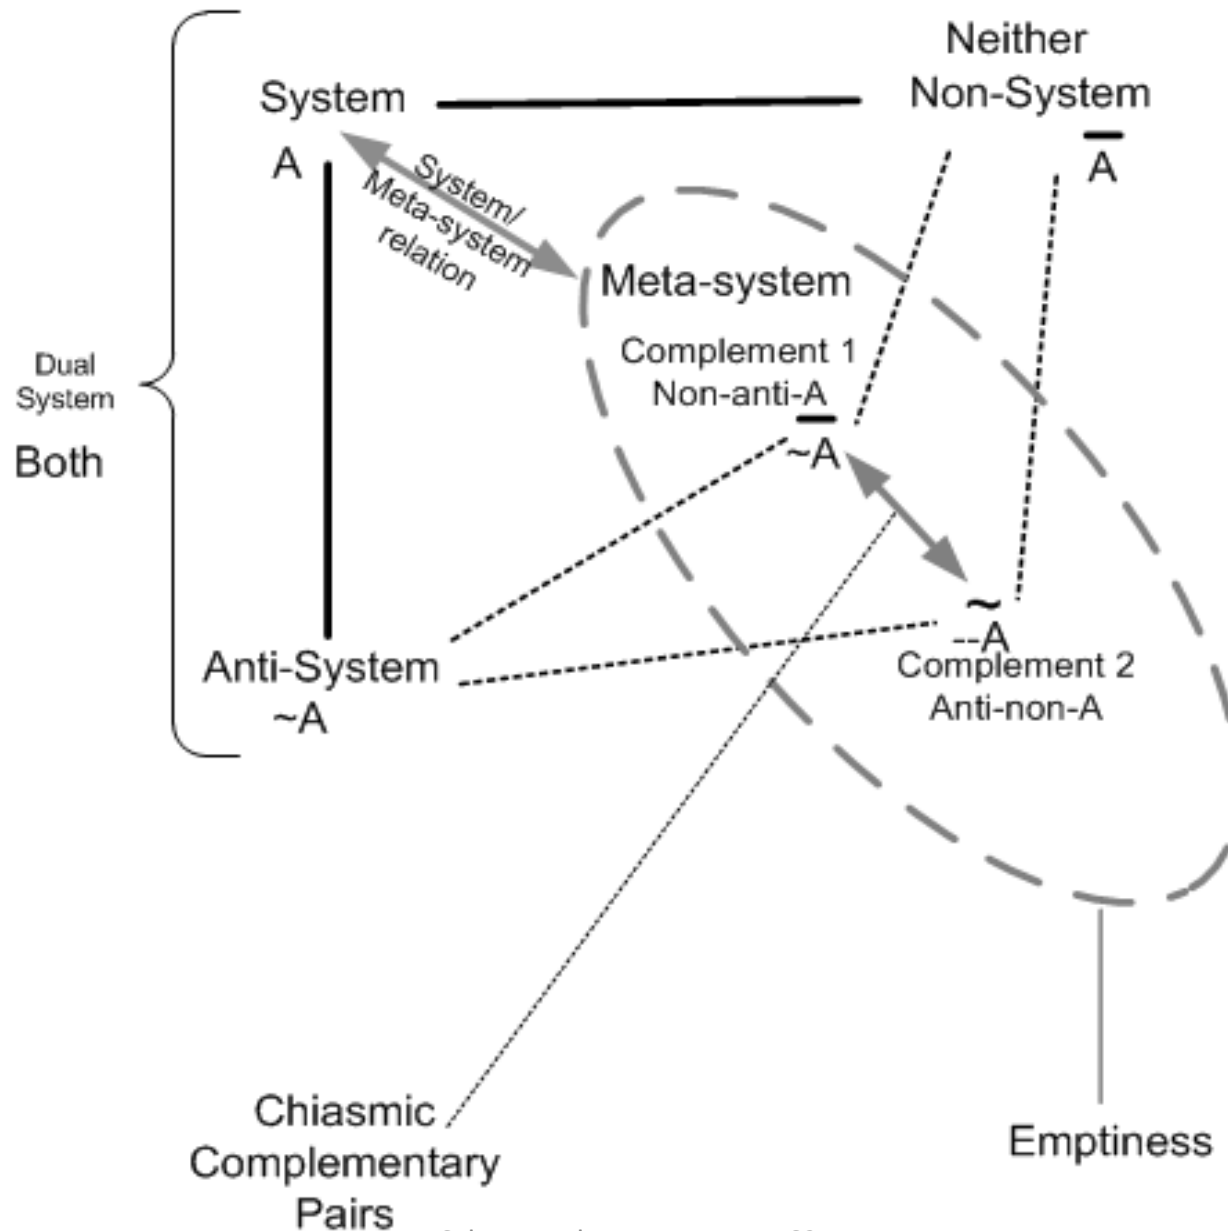 Neither
Non-System
A
System
A
System/
Meta-system
relation
Meta-system
Complement 1
Non-anti-A
~A
Dual
System
Both
~
--A
Complement 2
Anti-non-A
Anti-System
~A
Chiasmic
Complementary
Pairs
Emptiness